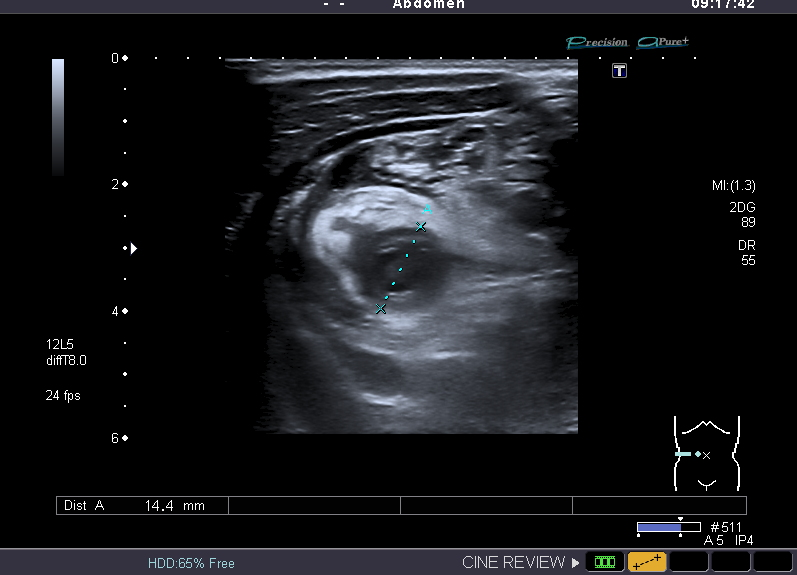 - - Abdomen 09:17:42
Precision APure+
T
0
2
4
6
A
MI:(1.3)
2DG
89
DR
55
12L5
diffT8.0
24 fps
Dist A 14.4 mm
#511
A 5 IP4
HDD:65% Free
CINE REVIEW